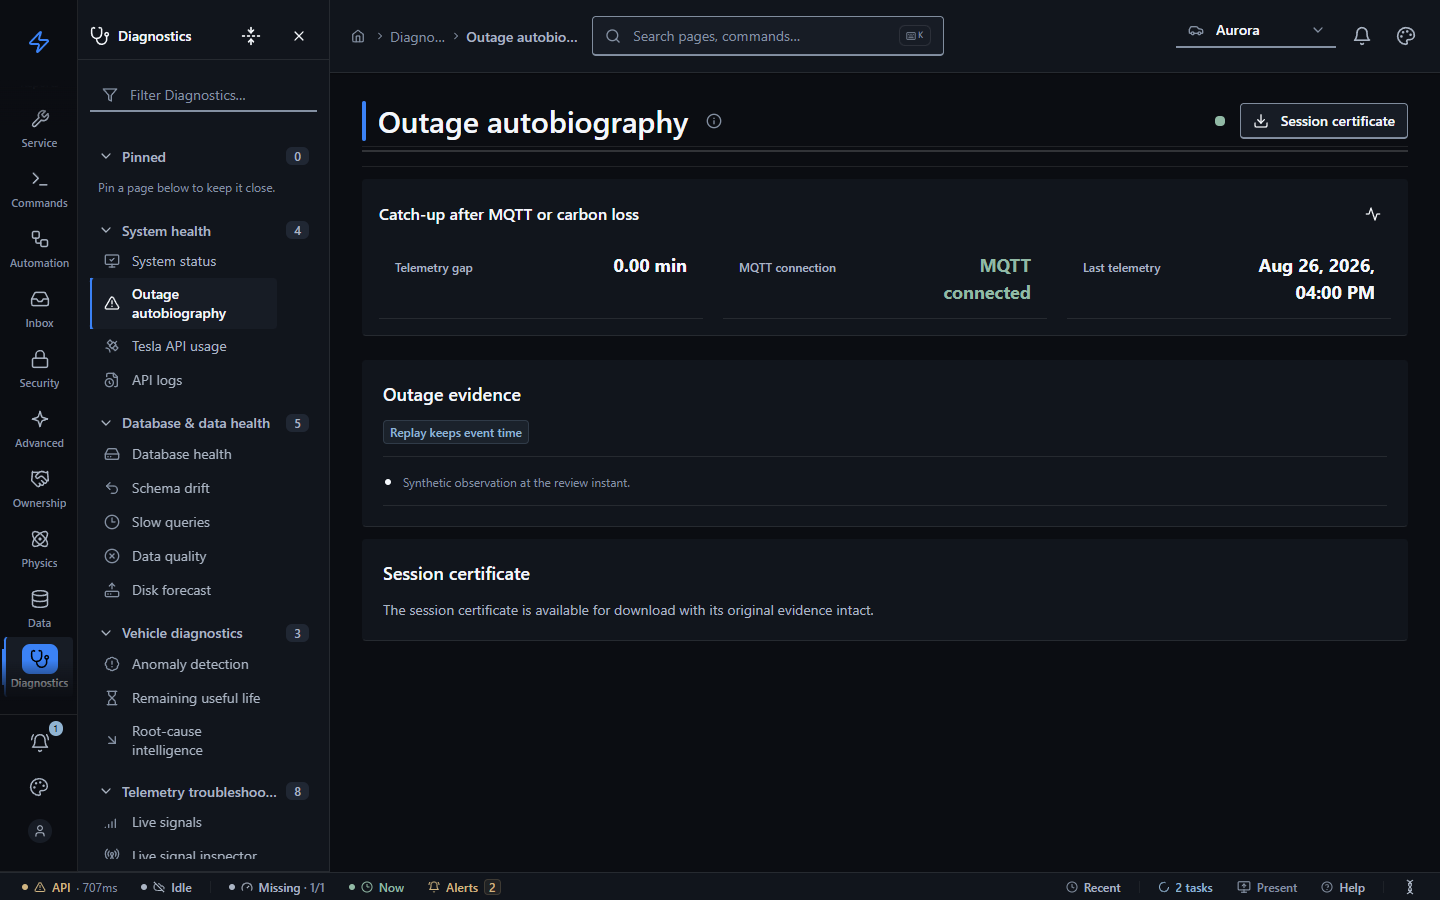 Service
Commands
Automation
Inbox
Security
Advanced
Ownership
Physics
Data
Diagnostics
1
Diagnostics
Filter Diagnostics...
Pinned 0
Pin a page below to keep it close.
System health 4
System status
Outage
autobiography
Tesla API usage
API logs
Database & data health 5
Database health
Schema drift
Slow queries
Data quality
Disk forecast
Vehicle diagnostics 3
Anomaly detection
Remaining useful life
Root-cause
intelligence
Telemetry troubleshoo... 8
Live signals
Live signal inspector
Diagno... Outage autobio...
Search pages, commands... K
Aurora
Outage autobiography
Session certificate
Catch-up after MQTT or carbon loss
Telemetry gap 0.00 min
MQTT connection MQTT
connected
Last telemetry Aug 26, 2026,
04:00 PM
Outage evidence
Replay keeps event time
Synthetic observation at the review instant.
Session certificate
The session certificate is available for download with its original evidence intact.
API · 707ms Idle Missing · 1/1 Now Alerts 2 Recent 2 tasks Present Help